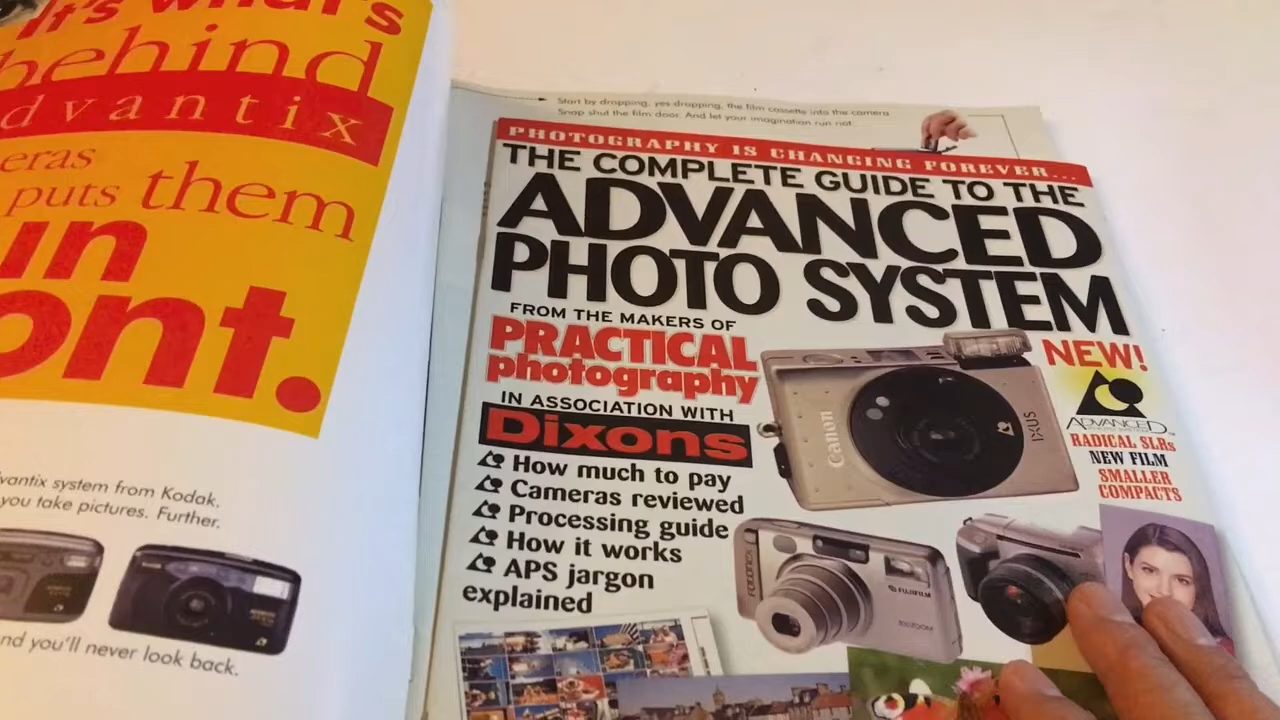 It's what's
behind
dvantix
eras
puts them
un
ont.
vantix system from Kodak.
you take pictures. Further.
nd you'll never look back.
Start by dropping, yes dropping, the film cassette into the camera
Snap shut the film door. And let your imagination run riot.
PHOTOGRAPHY IS CHANGING FOREVER...
THE COMPLETE GUIDE TO THE
ADVANCED
PHOTO SYSTEM
FROM THE MAKERS OF
PRACTICAL
photography
IN ASSOCIATION WITH
Dixons
How much to pay
Cameras reviewed
Processing guide
How it works
APS jargon
explained
Canon
IXUS
NEW!
ADVANCED
RADICAL SLRs
NEW FILM
SMALLER
COMPACTS
FOTONEX
FUJIFILM